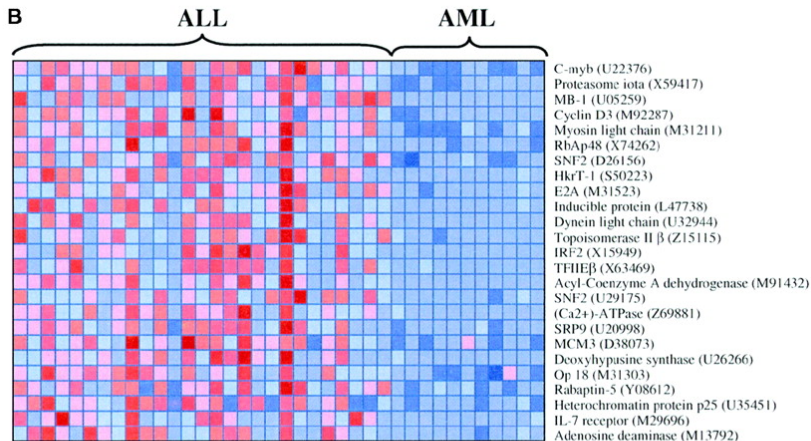 B
ALL AML
C-myb (U22376)
Proteasome iota (X59417)
MB-1 (U05259)
Cyclin D3 (M92287)
Myosin light chain (M31211)
RbAp48 (X74262)
SNF2 (D26156)
HkrT-1 (S50223)
E2A (M31523)
Inducible protein (L47738)
Dynein light chain (U32944)
Topoisomerase II β (Z15115)
IRF2 (X15949)
TFIIEβ (X63469)
Acyl-Coenzyme A dehydrogenase (M91432)
SNF2 (U29175)
(Ca2+)-ATPase (Z69881)
SRP9 (U20998)
MCM3 (D38073)
Deoxyhypusine synthase (U26266)
Op 18 (M31303)
Rabaptin-5 (Y08612)
Heterochromatin protein p25 (U35451)
IL-7 receptor (M29696)
Adenosine deaminase (M13792)